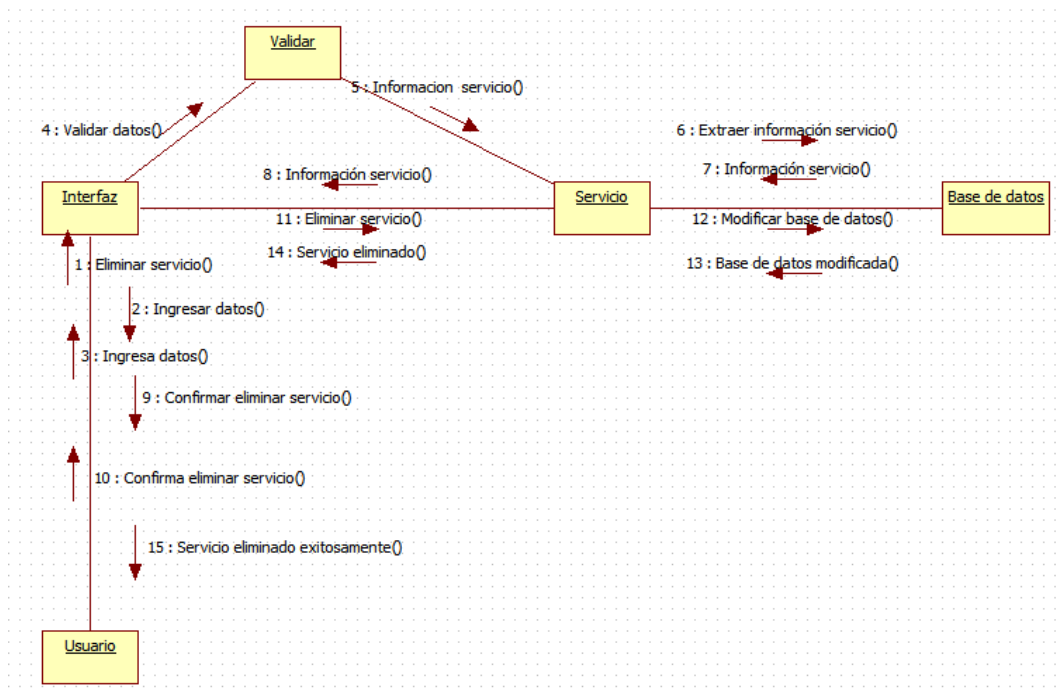 Validar
5 : Informacion servicio()
4 : Validar datos()
6 : Extraer información servicio()
8 : Información servicio()
7 : Información servicio()
Interfaz
Servicio
Base de datos
11 : Eliminar servicio()
12 : Modificar base de datos()
14 : Servicio eliminado()
13 : Base de datos modificada()
1 : Eliminar servicio()
2 : Ingresar datos()
3 : Ingresa datos()
9 : Confirmar eliminar servicio()
10 : Confirma eliminar servicio()
15 : Servicio eliminado exitosamente()
Usuario